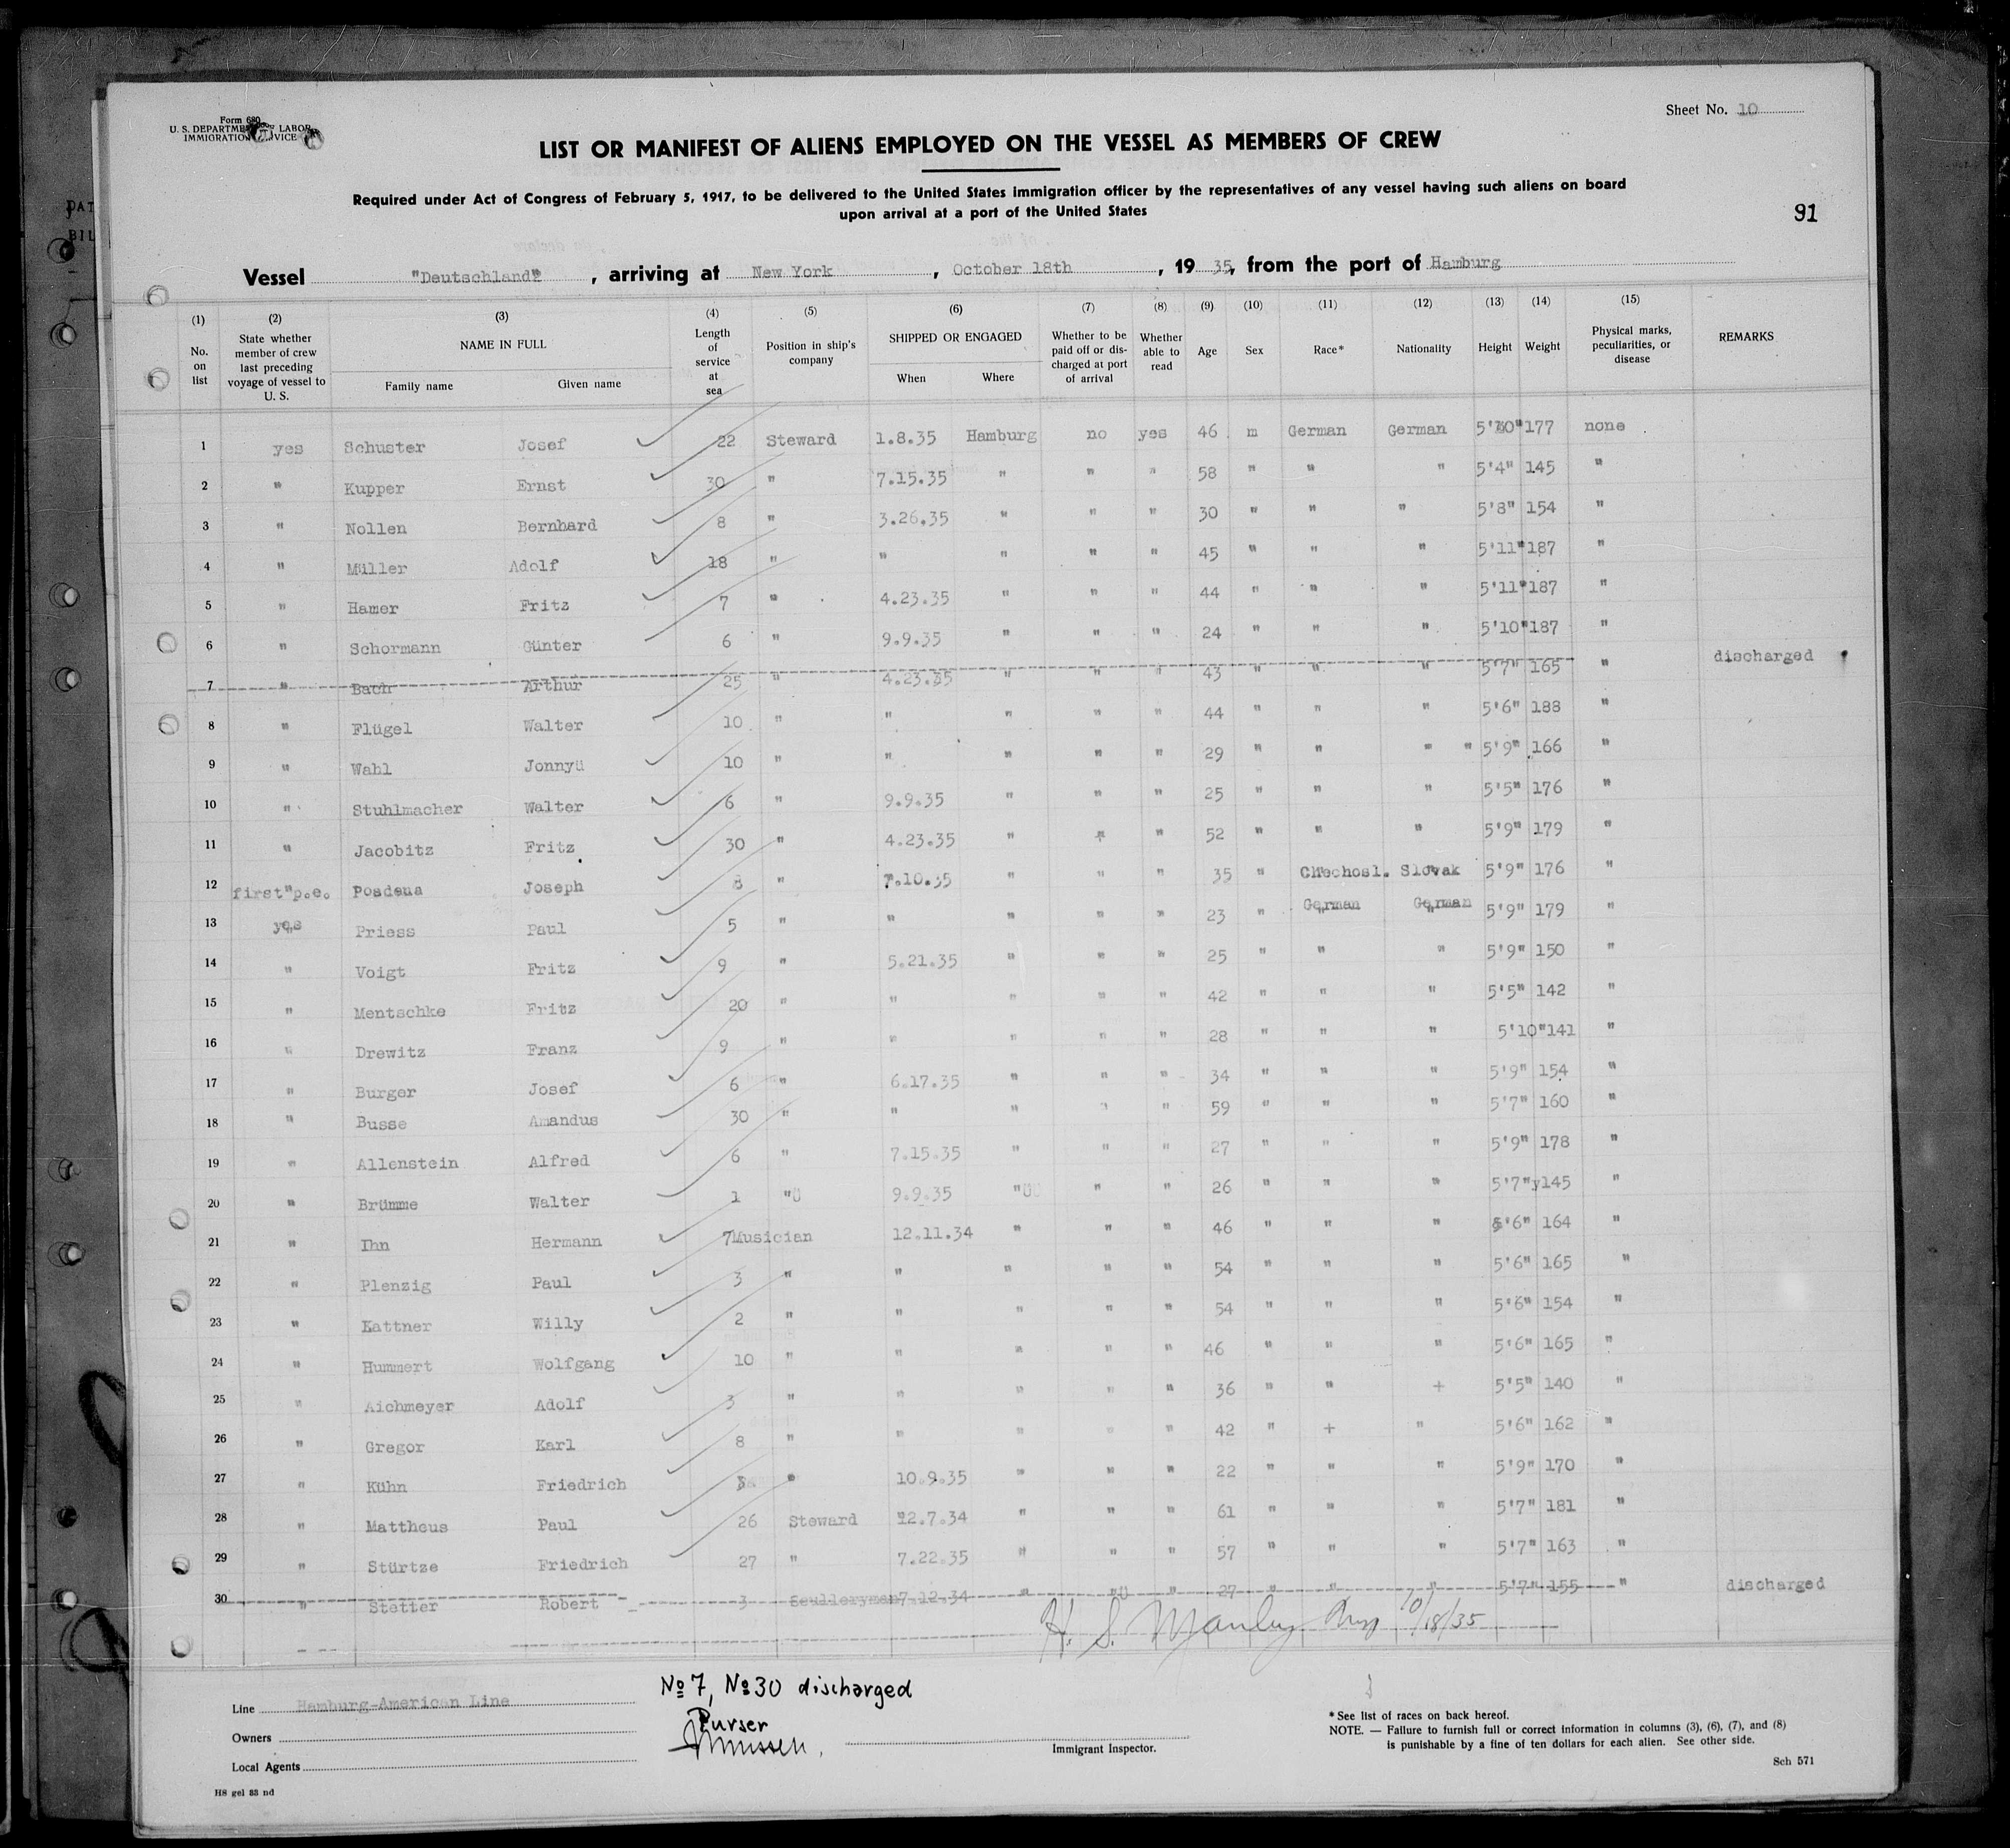 Form 680
U. S. DEPARTMENT LABOR
IMMIGRATION SERVICE
Sheet No. 10
LIST OR MANIFEST OF ALIENS EMPLOYED ON THE VESSEL AS MEMBERS OF CREW
Required under Act of Congress of February 5, 1917, to be delivered to the United States immigration officer by the representatives of any vessel having such aliens on board
upon arrival at a port of the United States
91
Vessel "Deutschland" , arriving at New York , October 18th , 19 35, from the port of Hamburg
(1) No. on list
(2) State whether member of crew last preceding voyage of vessel to U. S.
(3) NAME IN FULL Family name Given name
(4) Length of service at sea
(5) Position in ship's company
(6) SHIPPED OR ENGAGED When Where
(7) Whether to be paid off or discharged at port of arrival
(8) Whether able to read
(9) Age
(10) Sex
(11) Race*
(12) Nationality
(13) Height
(14) Weight
(15) Physical marks, peculiarities, or disease
REMARKS
1 yes Schuster Josef 22 Steward 1.8.35 Hamburg no yes 46 m German German 5'10" 177 none
2 " Kupper Ernst 30 " 7.15.35 " " " 58 " " " 5'4" 145 "
3 " Nollen Bernhard 8 " 3.26.35 " " " 30 " " " 5'8" 154 "
4 " Müller Adolf 18 " " " " " 45 " " " 5'11" 187 "
5 " Hamer Fritz 7 " 4.23.35 " " " 44 " " " 5'11" 187 "
6 " Schormann Günter 6 " 9.9.35 " " " 24 " " " 5'10" 187 "
7 " Bach Arthur 25 " 4.23.35 " " " 43 " " " 5'7" 165 " discharged
8 " Flügel Walter 10 " " " " " 44 " " " 5'6" 188 "
9 " Wahl Jonnyü 10 " " " " " 29 " " " " 5'9" 166 "
10 " Stuhlmacher Walter 6 " 9.9.35 " " " 25 " " " 5'5" 176 "
11 " Jacobitz Fritz 30 " 4.23.35 " " " 52 " " " 5'9" 179 "
12 first p.e. Posdena Joseph 8 " 7.10.35 " " " 35 " Chechosl. Slovak 5'9" 176 "
13 yes Priess Paul 5 " " " " " 23 " German German 5'9" 179 "
14 " Voigt Fritz 9 " 5.21.35 " " " 25 " " " 5'9" 150 "
15 " Mentschke Fritz 20 " " " " " 42 " " " 5'5" 142 "
16 " Drewitz Franz 9 " " " " " 28 " " " 5'10" 141 "
17 " Burger Josef 6 " 6.17.35 " " " 34 " " " 5'9" 154 "
18 " Busse Amandus 30 " " " " " 59 " " " 5'7" 160 "
19 " Allenstein Alfred 6 " 7.15.35 " " " 27 " " " 5'9" 178 "
20 " Brümme Walter 1 "Ü 9.9.35 "ÜÜ " " 26 " " " 5'7"y145 "
21 " Ihn Hermann 7 Musician 12.11.34 " " " 46 " " " 5'6" 164 "
22 " Plenzig Paul 3 " " " " " 54 " " " 5'6" 165 "
23 " Kattner Willy 2 " " " " " 54 " " " 5'6" 154 "
24 " Hummert Wolfgang 10 " " " " " 46 " " " 5'6" 165 "
25 " Aichmeyer Adolf 3 " " " " " 36 " " + 5'5" 140 "
26 " Gregor Karl 8 " " " " " 42 " + " 5'6" 162 "
27 " Kühn Friedrich " 10.9.35 " " " 22 " " " 5'9" 170 "
28 " Mattheus Paul 26 Steward 12.7.34 " " " 61 " " " 5'7" 181 "
29 " Stürtze Friedrich 27 " 7.22.35 " " " 57 " " " 5'7" 163 "
30 " Stetter Robert 3 Sculleryman 7.12.34 " "Ü " 27 " " " 5'7" 155 " discharged
H. S. Manley 10/18/35
No 7, No 30 discharged
Purser
Line Hamburg-American Line
Owners
Local Agents
Immigrant Inspector.
* See list of races on back hereof.
NOTE. — Failure to furnish full or correct information in columns (3), (6), (7), and (8)
is punishable by a fine of ten dollars for each alien. See other side.
Sch 571
HS gel 88 nd